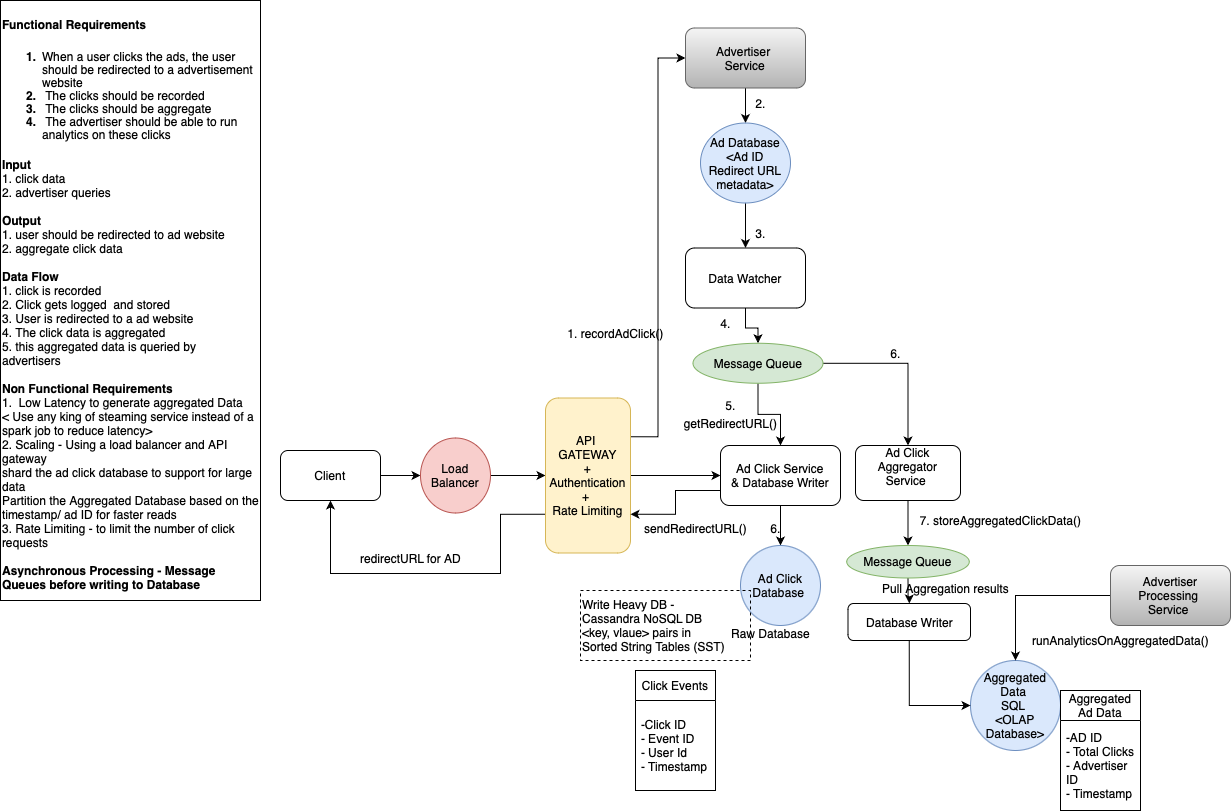 Functional Requirements
1. When a user clicks the ads, the user
should be redirected to a advertisement
website
2. The clicks should be recorded
3. The clicks should be aggregate
4. The advertiser should be able to run
analytics on these clicks
Input
1. click data
2. advertiser queries
Output
1. user should be redirected to ad website
2. aggregate click data
Data Flow
1. click is recorded
2. Click gets logged and stored
3. User is redirected to a ad website
4. The click data is aggregated
5. this aggregated data is queried by
advertisers
Non Functional Requirements
1. Low Latency to generate aggregated Data
< Use any king of steaming service instead of a
spark job to reduce latency>
2. Scaling - Using a load balancer and API
gateway
shard the ad click database to support for large
data
Partition the Aggregated Database based on the
timestamp/ ad ID for faster reads
3. Rate Limiting - to limit the number of click
requests
Asynchronous Processing - Message
Queues before writing to Database
Advertiser
Service
2.
Ad Database
<Ad ID
Redirect URL
metadata>
3.
Data Watcher
4.
1. recordAdClick()
Message Queue
6.
5.
getRedirectURL()
Client
Load
Balancer
API
GATEWAY
+
Authentication
+
Rate Limiting
Ad Click Service
& Database Writer
Ad Click
Aggregator
Service
sendRedirectURL()
6.
7. storeAggregatedClickData()
redirectURL for AD
Message Queue
Ad Click
Database
Pull Aggregation results
Advertiser
Processing
Service
Write Heavy DB -
Cassandra NoSQL DB
<key, vlaue> pairs in
Sorted String Tables (SST)
Raw Database
Database Writer
runAnalyticsOnAggregatedData()
Click Events
-Click ID
- Event ID
- User Id
- Timestamp
Aggregated
Data
SQL
<OLAP
Database>
Aggregated
Ad Data
-AD ID
- Total Clicks
- Advertiser
ID
- Timestamp